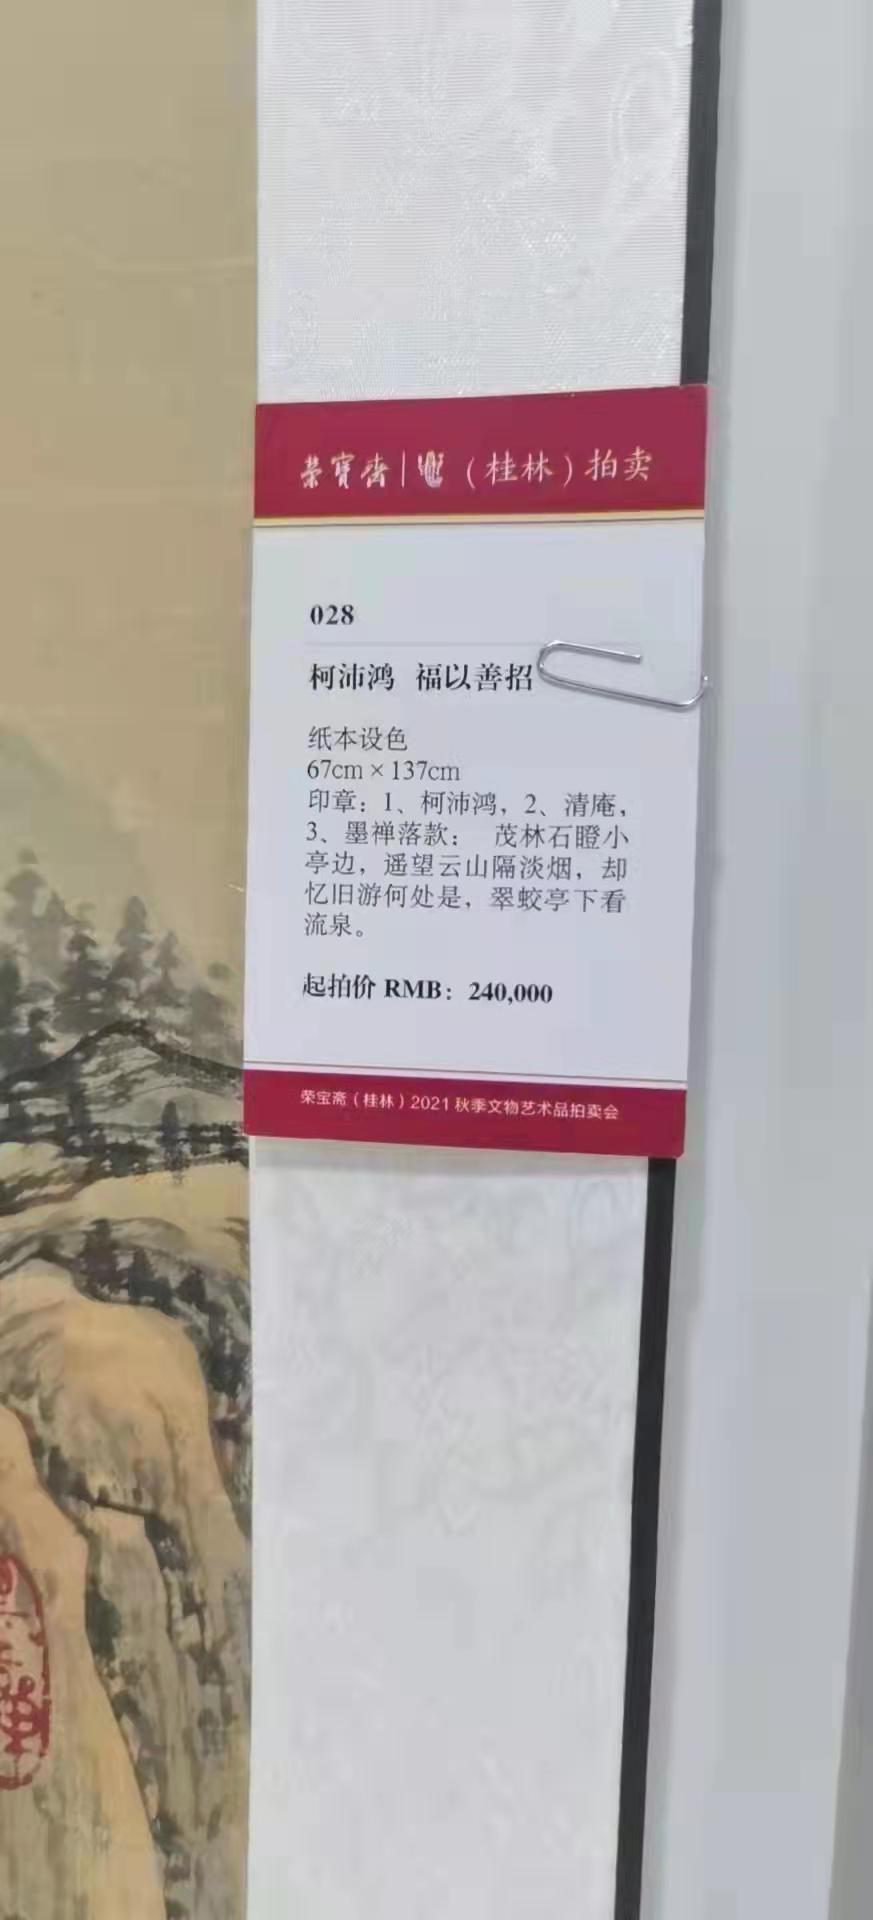 荣寳斋（桂林）拍卖
028
柯沛鸿 福以善招
纸本设色
67cm×137cm
印章：1、柯沛鸿，2、清庵，
3、墨禅落款： 茂林石瞪小
亭边，遥望云山隔淡烟，却
忆旧游何处是，翠蛟亭下看
流泉。
起拍价 RMB：240,000
荣宝斋（桂林）2021 秋季文物艺术品拍卖会